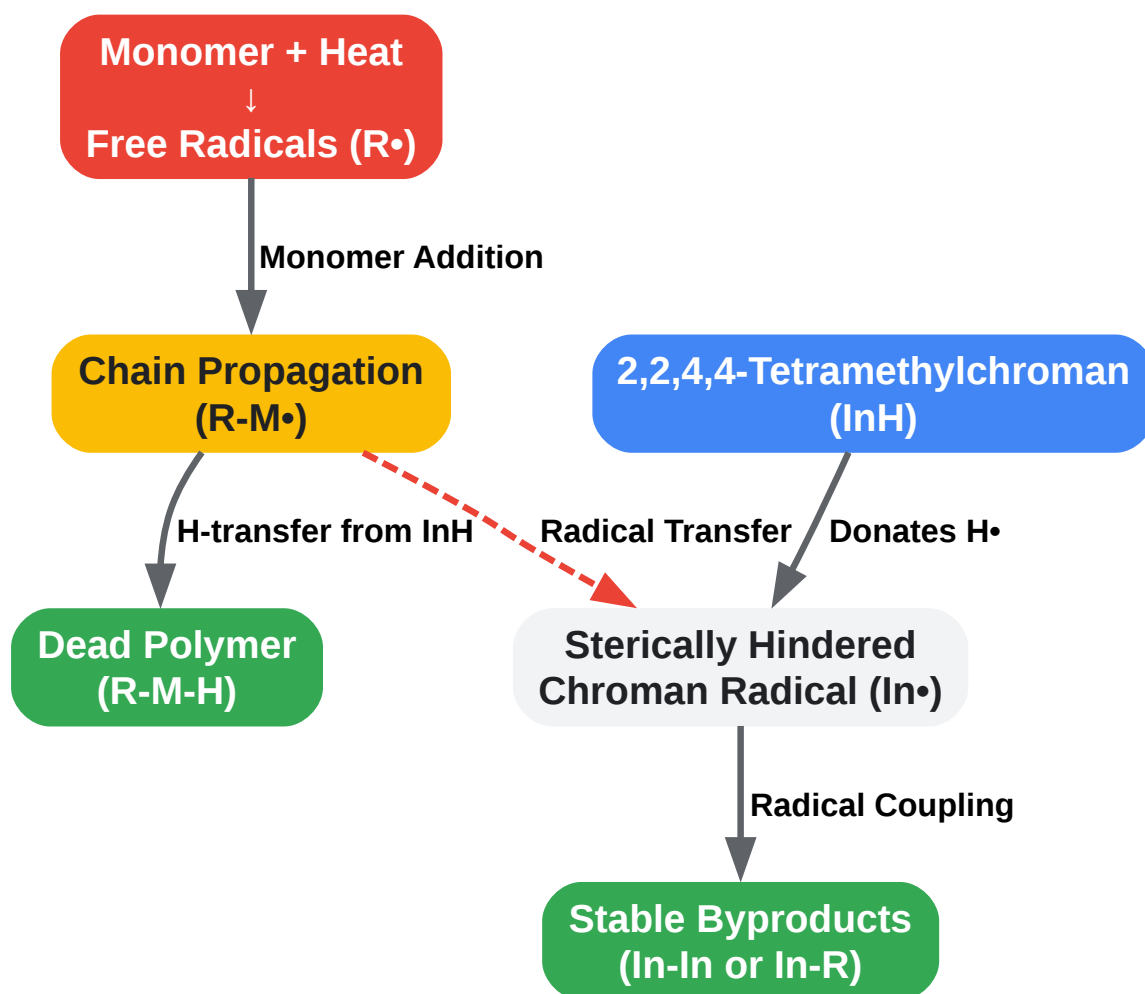 Monomer + Heat
↓
Free Radicals (R•)
Monomer Addition
Chain Propagation
(R-M•)
2,2,4,4-Tetramethylchroman
(InH)
H-transfer from InH
Radical Transfer
Donates H•
Dead Polymer
(R-M-H)
Sterically Hindered
Chroman Radical (In•)
Radical Coupling
Stable Byproducts
(In-In or In-R)